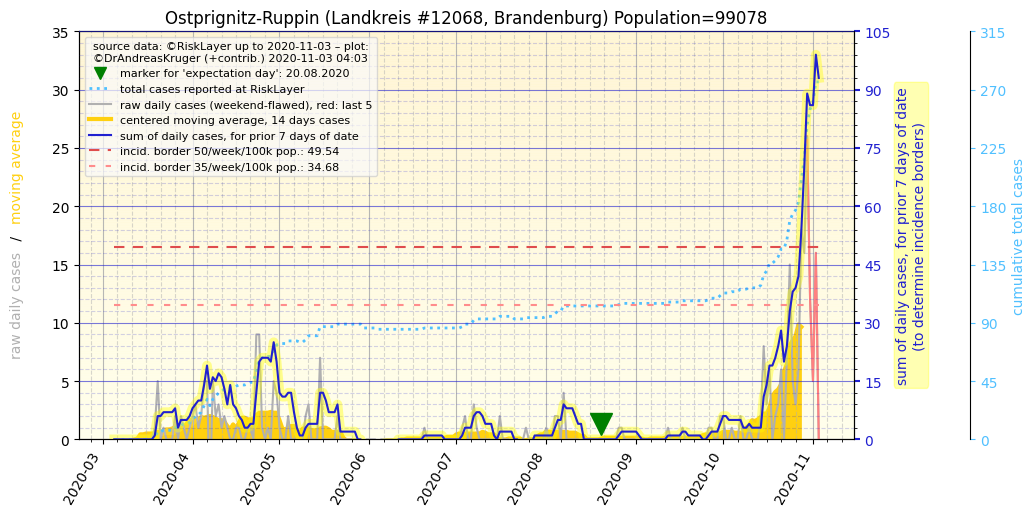 Ostprignitz-Ruppin (Landkreis #12068, Brandenburg) Population=99078
source data: ©RiskLayer up to 2020-11-03 – plot:
©DrAndreasKruger (+contrib.) 2020-11-03 04:03
marker for 'expectation day': 20.08.2020
total cases reported at RiskLayer
raw daily cases (weekend-flawed), red: last 5
centered moving average, 14 days cases
sum of daily cases, for prior 7 days of date
incid. border 50/week/100k pop.: 49.54
incid. border 35/week/100k pop.: 34.68
raw daily cases / moving average
35
30
25
20
15
10
5
0
105
90
75
60
45
30
15
0
sum of daily cases, for prior 7 days of date
(to determine incidence borders)
315
270
225
180
135
90
45
0
cumulative total cases
2020-03
2020-04
2020-05
2020-06
2020-07
2020-08
2020-09
2020-10
2020-11